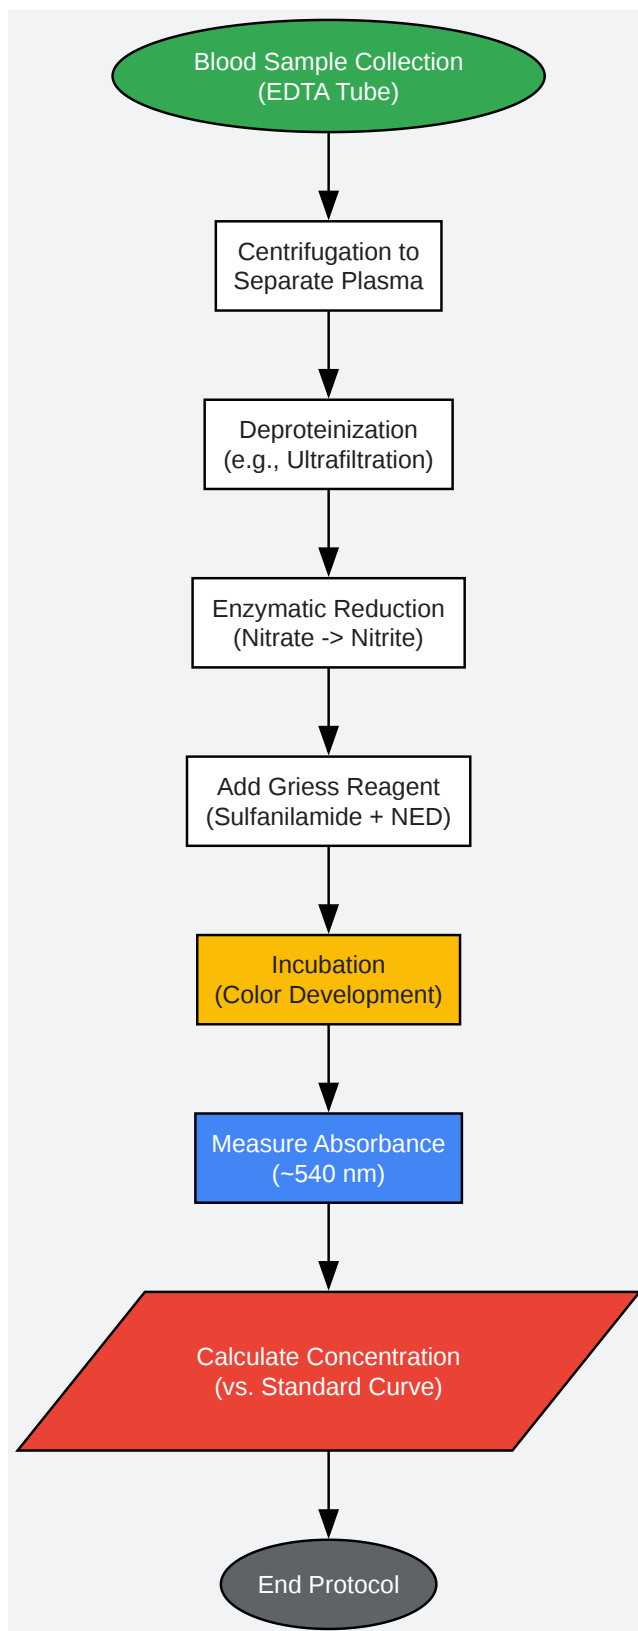 Blood Sample Collection
(EDTA Tube)
Centrifugation to
Separate Plasma
Deproteinization
(e.g., Ultrafiltration)
Enzymatic Reduction
(Nitrate -> Nitrite)
Add Griess Reagent
(Sulfanilamide + NED)
Incubation
(Color Development)
Measure Absorbance
(~540 nm)
Calculate Concentration
(vs. Standard Curve)
End Protocol